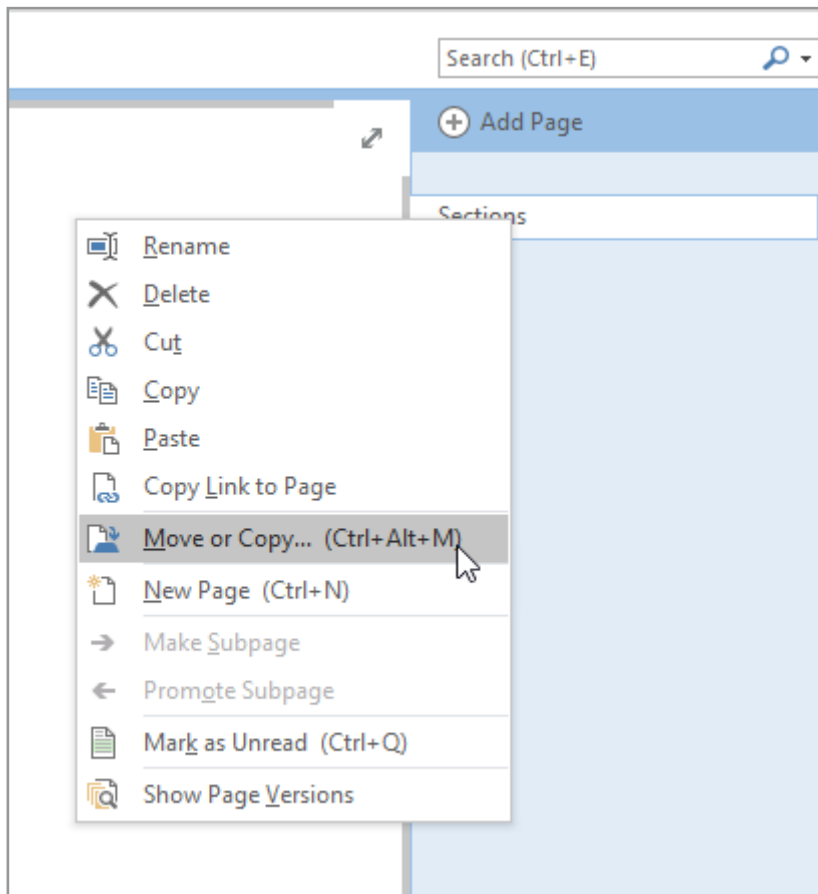 Search (Ctrl+E)
Add Page
Sections
Rename
Delete
Cut
Copy
Paste
Copy Link to Page
Move or Copy... (Ctrl+Alt+M)
New Page (Ctrl+N)
Make Subpage
Promote Subpage
Mark as Unread (Ctrl+Q)
Show Page Versions